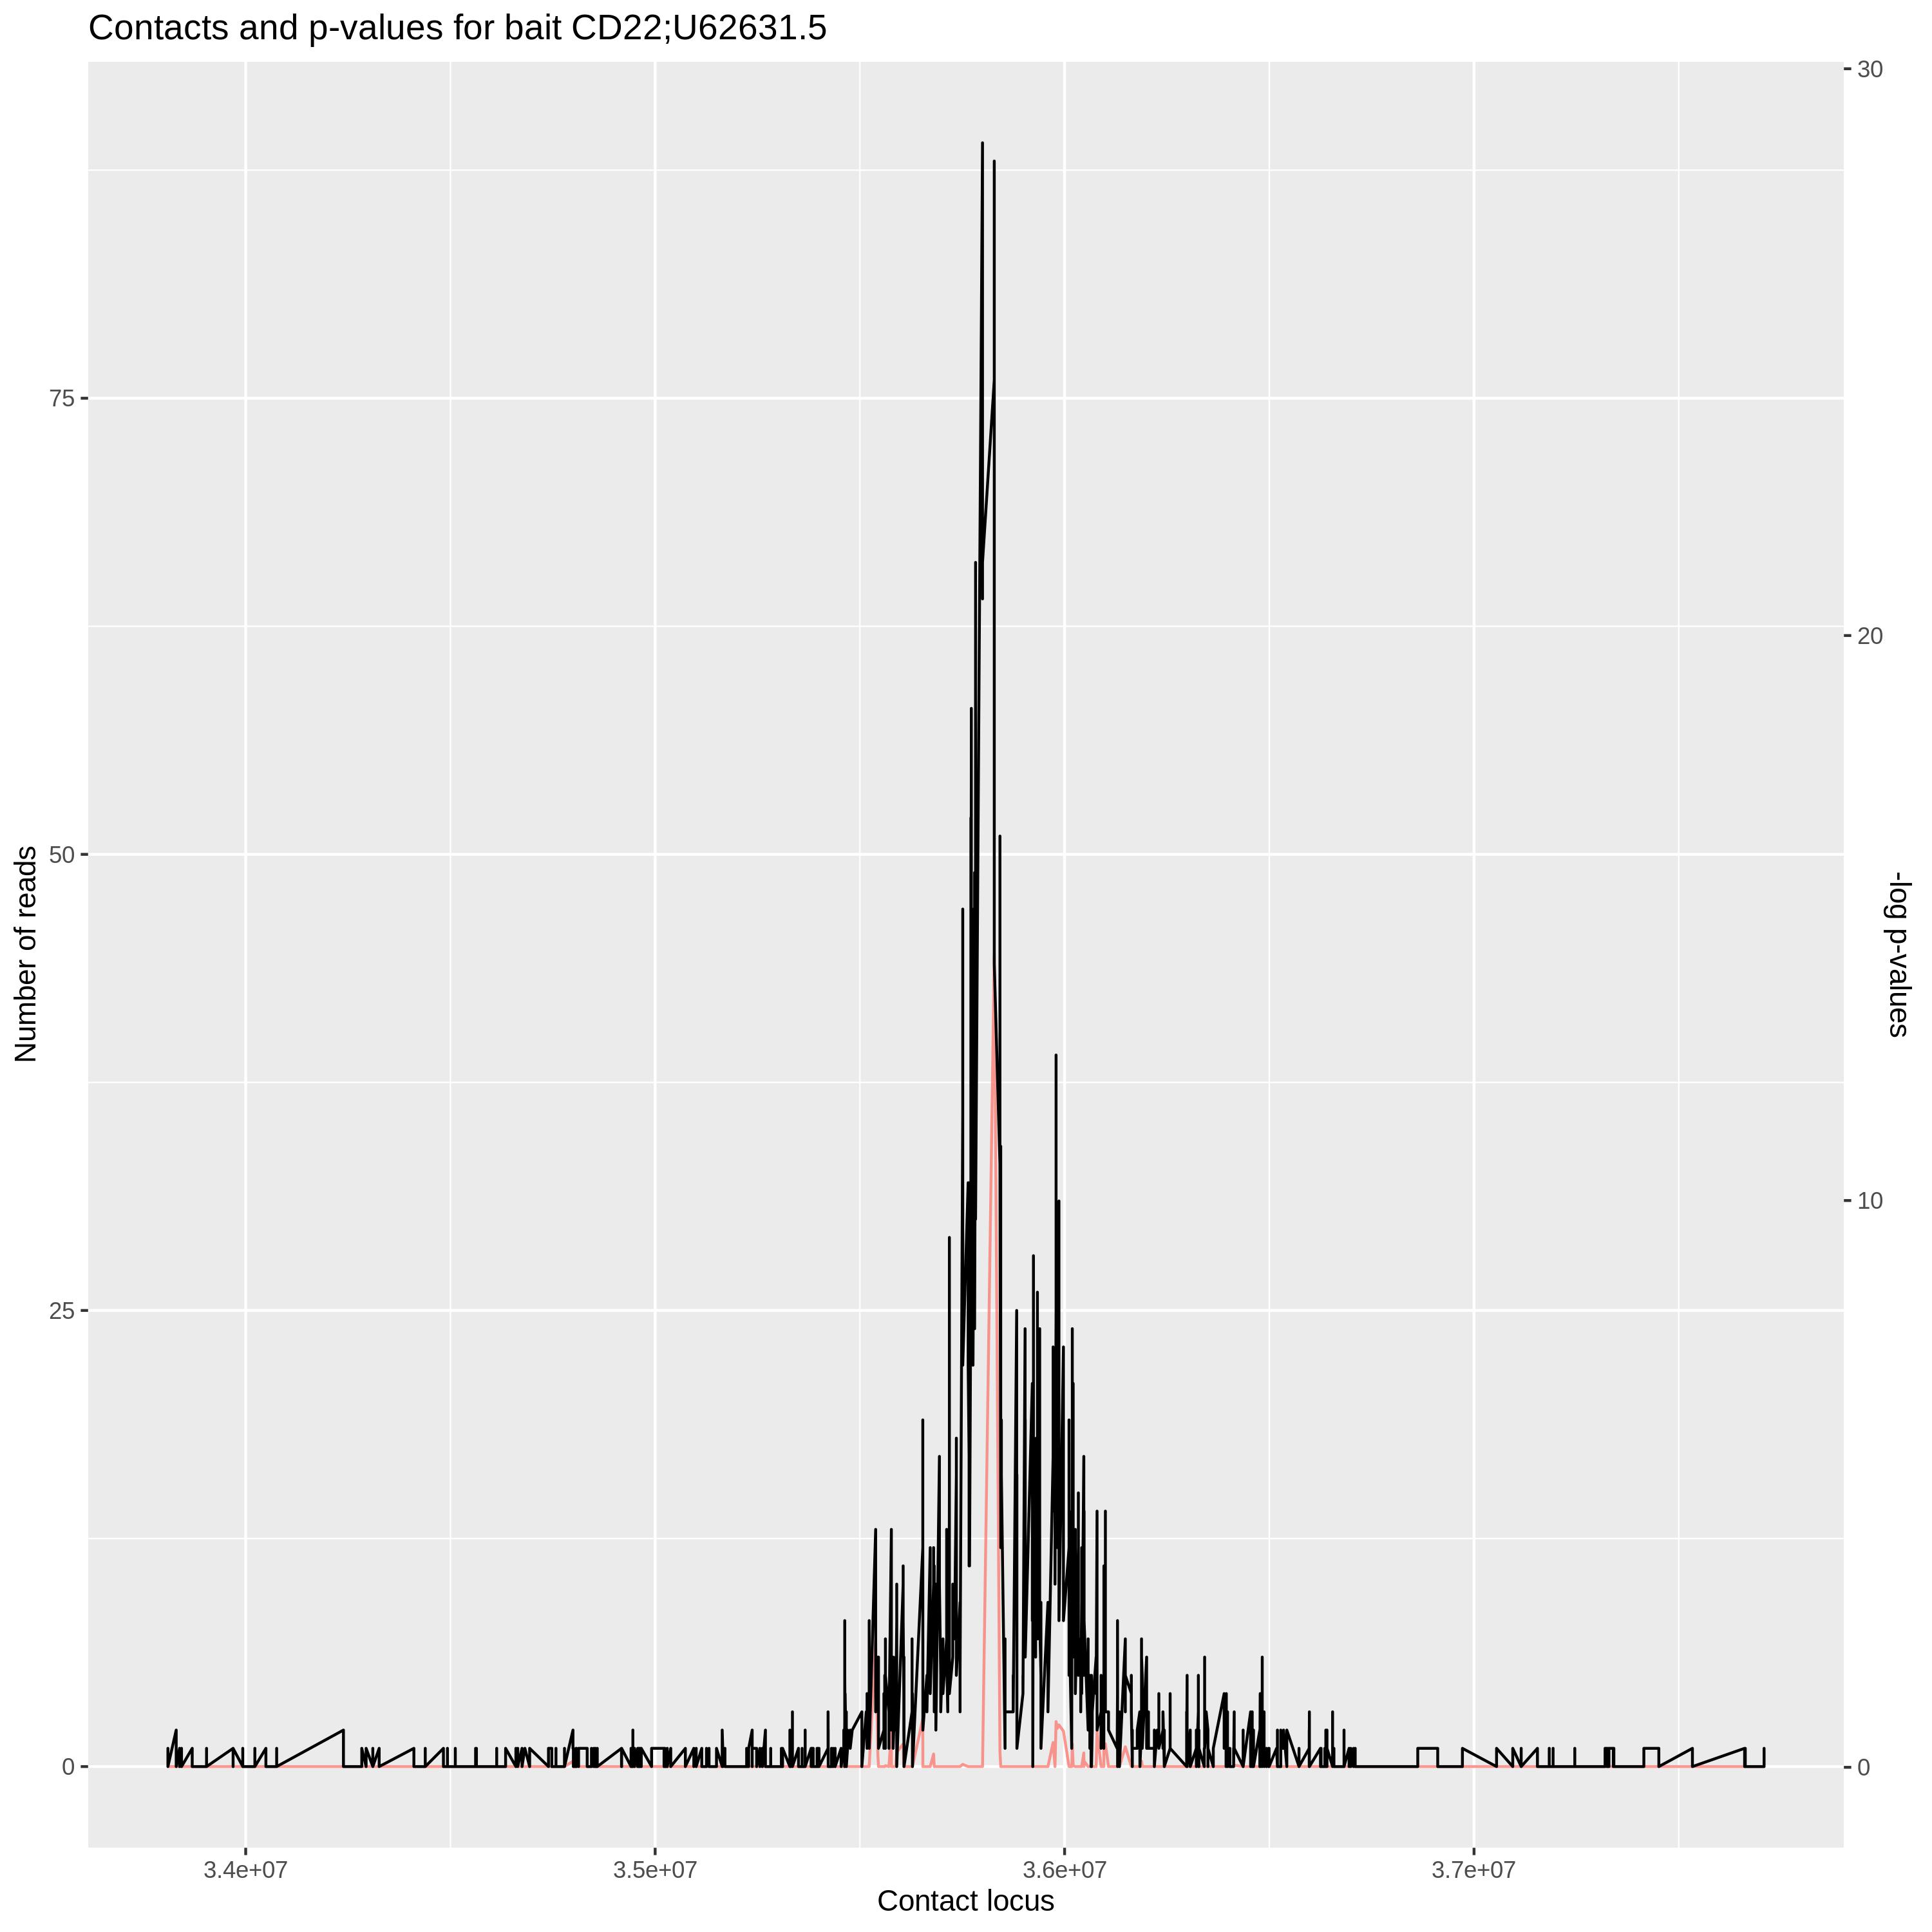 Contacts and p-values for bait CD22;U62631.5
30
75
20
50
10
25
0
0
Number of reads
-log p-values
3.4e+07
3.5e+07
3.6e+07
3.7e+07
Contact locus